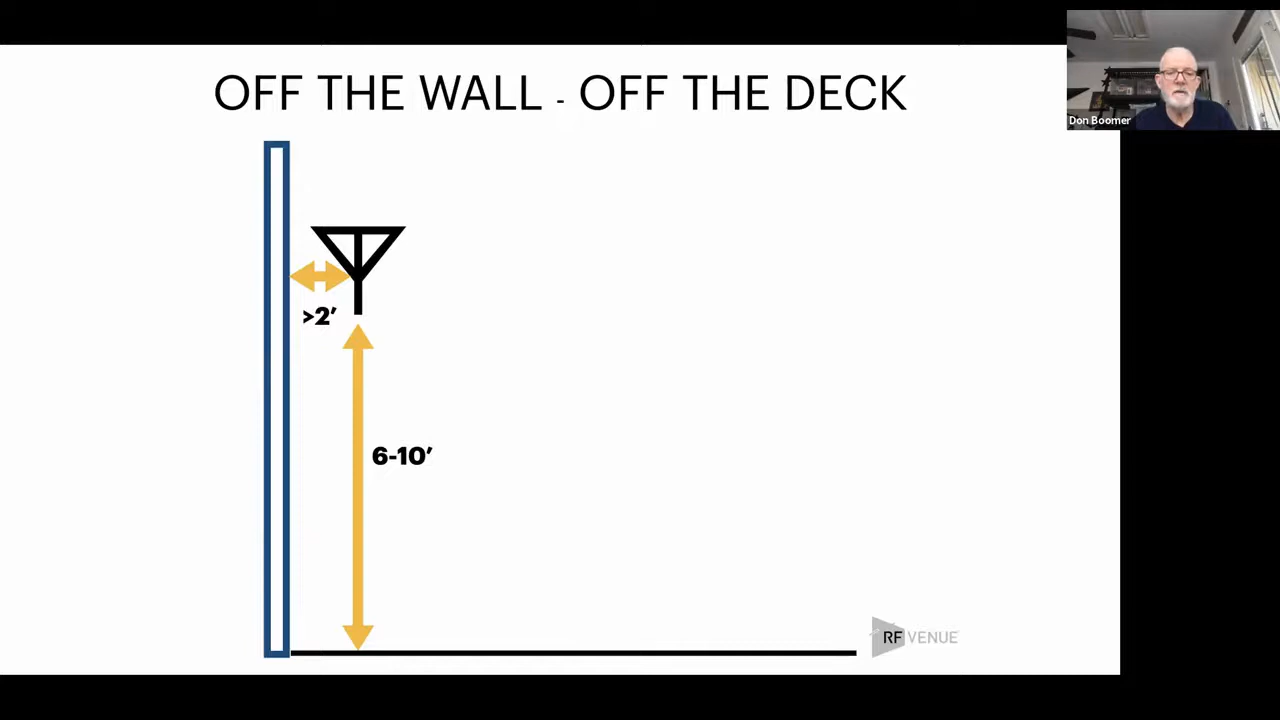 OFF THE WALL - OFF THE DECK
Don Boomer
>2′
6-10′
RF VENUE